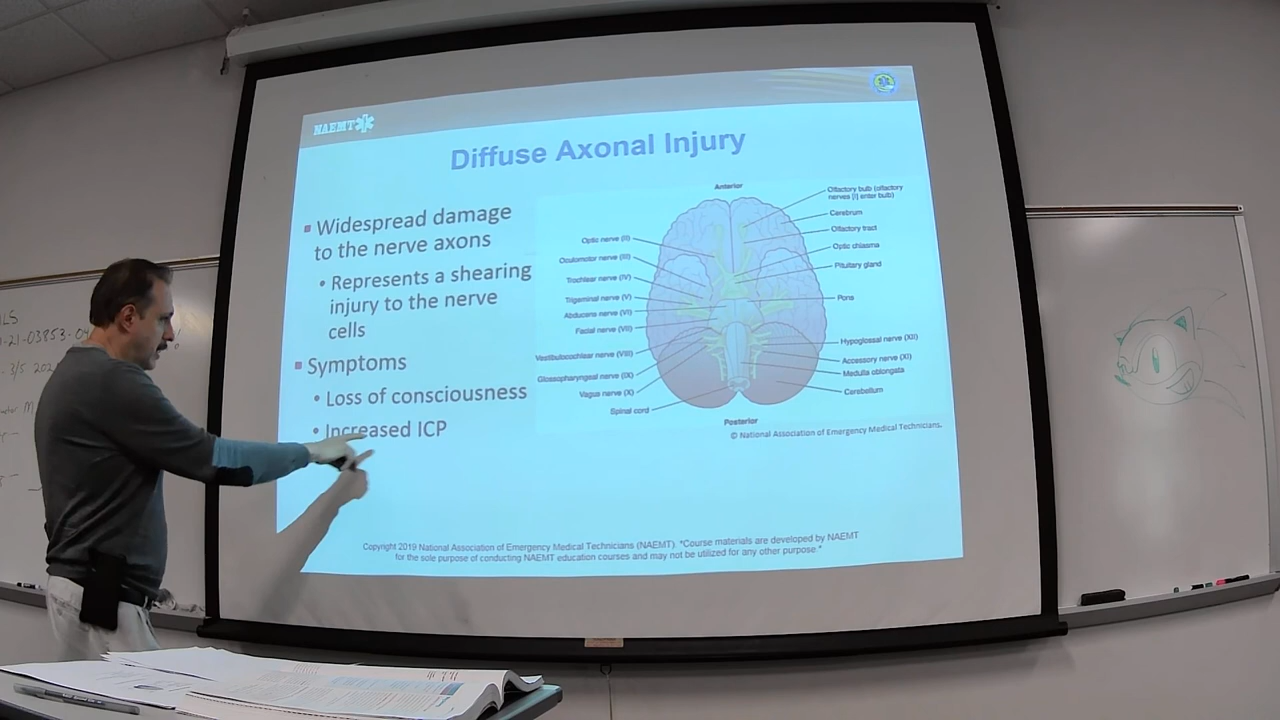 NAEMT
Diffuse Axonal Injury
Widespread damage
to the nerve axons
Represents a shearing
injury to the nerve
cells
Symptoms
Loss of consciousness
Increased ICP
Anterior
Optic nerve (II)
Oculomotor nerve (III)
Trochlear nerve (IV)
Trigeminal nerve (V)
Abducens nerve (VI)
Facial nerve (VII)
Vestibulocochlear nerve (VIII)
Glossopharyngeal nerve (IX)
Vagus nerve (X)
Spinal cord
Olfactory bulb (olfactory
nerves [I] enter bulb)
Cerebrum
Olfactory tract
Optic chiasma
Pituitary gland
Pons
Hypoglossal nerve (XII)
Accessory nerve (XI)
Medulla oblongata
Cerebellum
Posterior
© National Association of Emergency Medical Technicians.
Copyright 2019 National Association of Emergency Medical Technicians (NAEMT). "Course materials are developed by NAEMT
for the sole purpose of conducting NAEMT education courses and may not be utilized for any other purpose."
LS
-21-03853-04
3/5 202